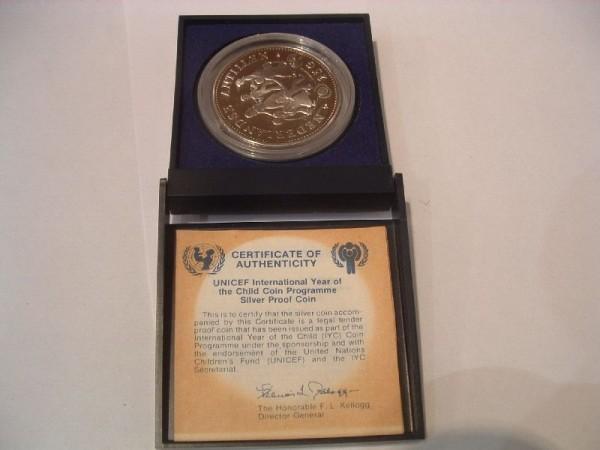 NEDERLANDSE ANTILLEN
CERTIFICATE OF
AUTHENTICITY
UNICEF International Year of
the Child Coin Programme
Silver Proof Coin
This is to certify that the silver coin accom-
panied by this Certificate is a legal tender
proof coin that has been issued as part of the
International Year of the Child (IYC) Coin
Programme under the sponsorship and with
the endorsement of the United Nations
Children's Fund (UNICEF) and the IYC
Secretariat.
The Honorable F. L. Kellogg
Director General